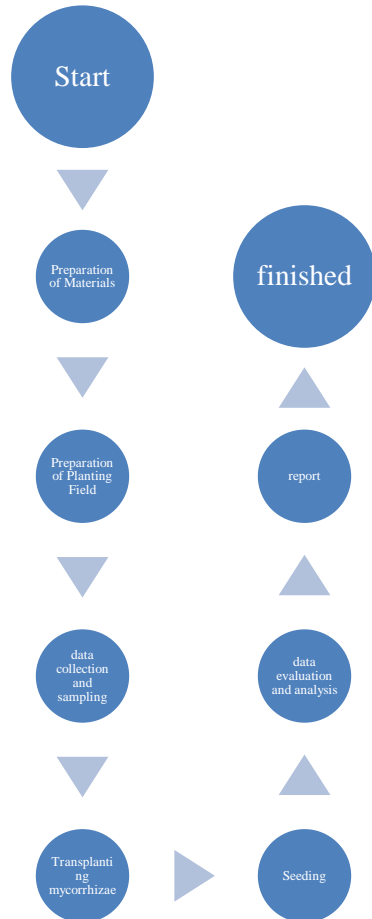 Start
Preparation
of Materials
Preparation
of Planting
Field
data
collection
and
sampling
Transplanti
ng
mycorrhizae
Seeding
data
evaluation
and analysis
report
finished